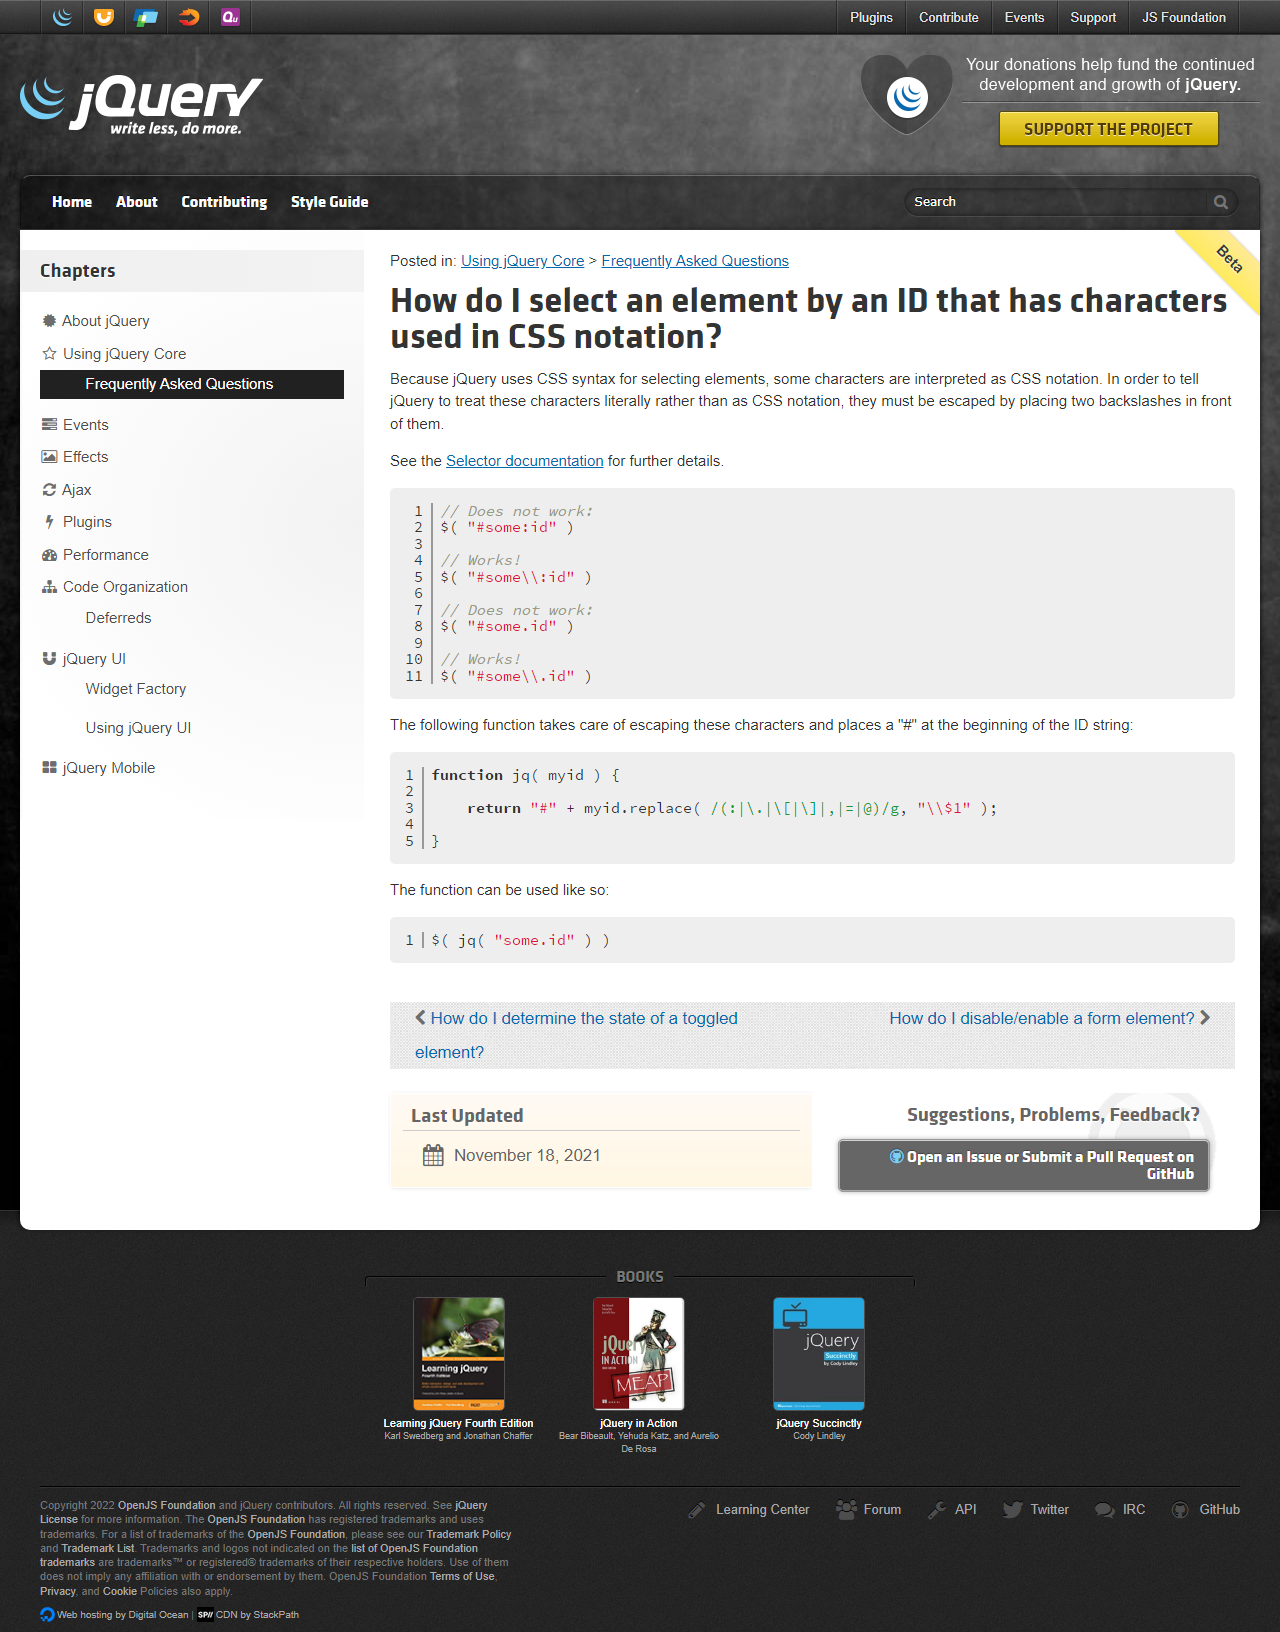 Plugins Contribute Events Support JS Foundation
jQuery
write less, do more.
Your donations help fund the continued
development and growth of jQuery.
SUPPORT THE PROJECT
Home About Contributing Style Guide
Search
Beta
Chapters
About jQuery
Using jQuery Core
Frequently Asked Questions
Events
Effects
Ajax
Plugins
Performance
Code Organization
Deferreds
jQuery UI
Widget Factory
Using jQuery UI
jQuery Mobile
Posted in: Using jQuery Core > Frequently Asked Questions
How do I select an element by an ID that has characters
used in CSS notation?
Because jQuery uses CSS syntax for selecting elements, some characters are interpreted as CSS notation. In order to tell
jQuery to treat these characters literally rather than as CSS notation, they must be escaped by placing two backslashes in front
of them.
See the Selector documentation for further details.
1 // Does not work:
2 $( "#some:id" )
3
4 // Works!
5 $( "#some\\:id" )
6
7 // Does not work:
8 $( "#some.id" )
9
10 // Works!
11 $( "#some\\.id" )
The following function takes care of escaping these characters and places a "#" at the beginning of the ID string:
1 function jq( myid ) {
2
3     return "#" + myid.replace( /(:|\.|\[|\]|,|=|@)/g, "\\$1" );
4
5 }
The function can be used like so:
1 $( jq( "some.id" ) )
How do I determine the state of a toggled
element?
How do I disable/enable a form element?
Last Updated
November 18, 2021
Suggestions, Problems, Feedback?
Open an Issue or Submit a Pull Request on
GitHub
BOOKS
Learning jQuery
Fourth Edition
jQuery
IN ACTION
MEAP
jQuery
Succinctly
by Cody Lindley
Learning jQuery Fourth Edition
Karl Swedberg and Jonathan Chaffer
jQuery in Action
Bear Bibeault, Yehuda Katz, and Aurelio
De Rosa
jQuery Succinctly
Cody Lindley
Copyright 2022 OpenJS Foundation and jQuery contributors. All rights reserved. See jQuery
License for more information. The OpenJS Foundation has registered trademarks and uses
trademarks. For a list of trademarks of the OpenJS Foundation, please see our Trademark Policy
and Trademark List. Trademarks and logos not indicated on the list of OpenJS Foundation
trademarks are trademarks™ or registered® trademarks of their respective holders. Use of them
does not imply any affiliation with or endorsement by them. OpenJS Foundation Terms of Use,
Privacy, and Cookie Policies also apply.
Web hosting by Digital Ocean | SP// CDN by StackPath
Learning Center Forum API Twitter IRC GitHub